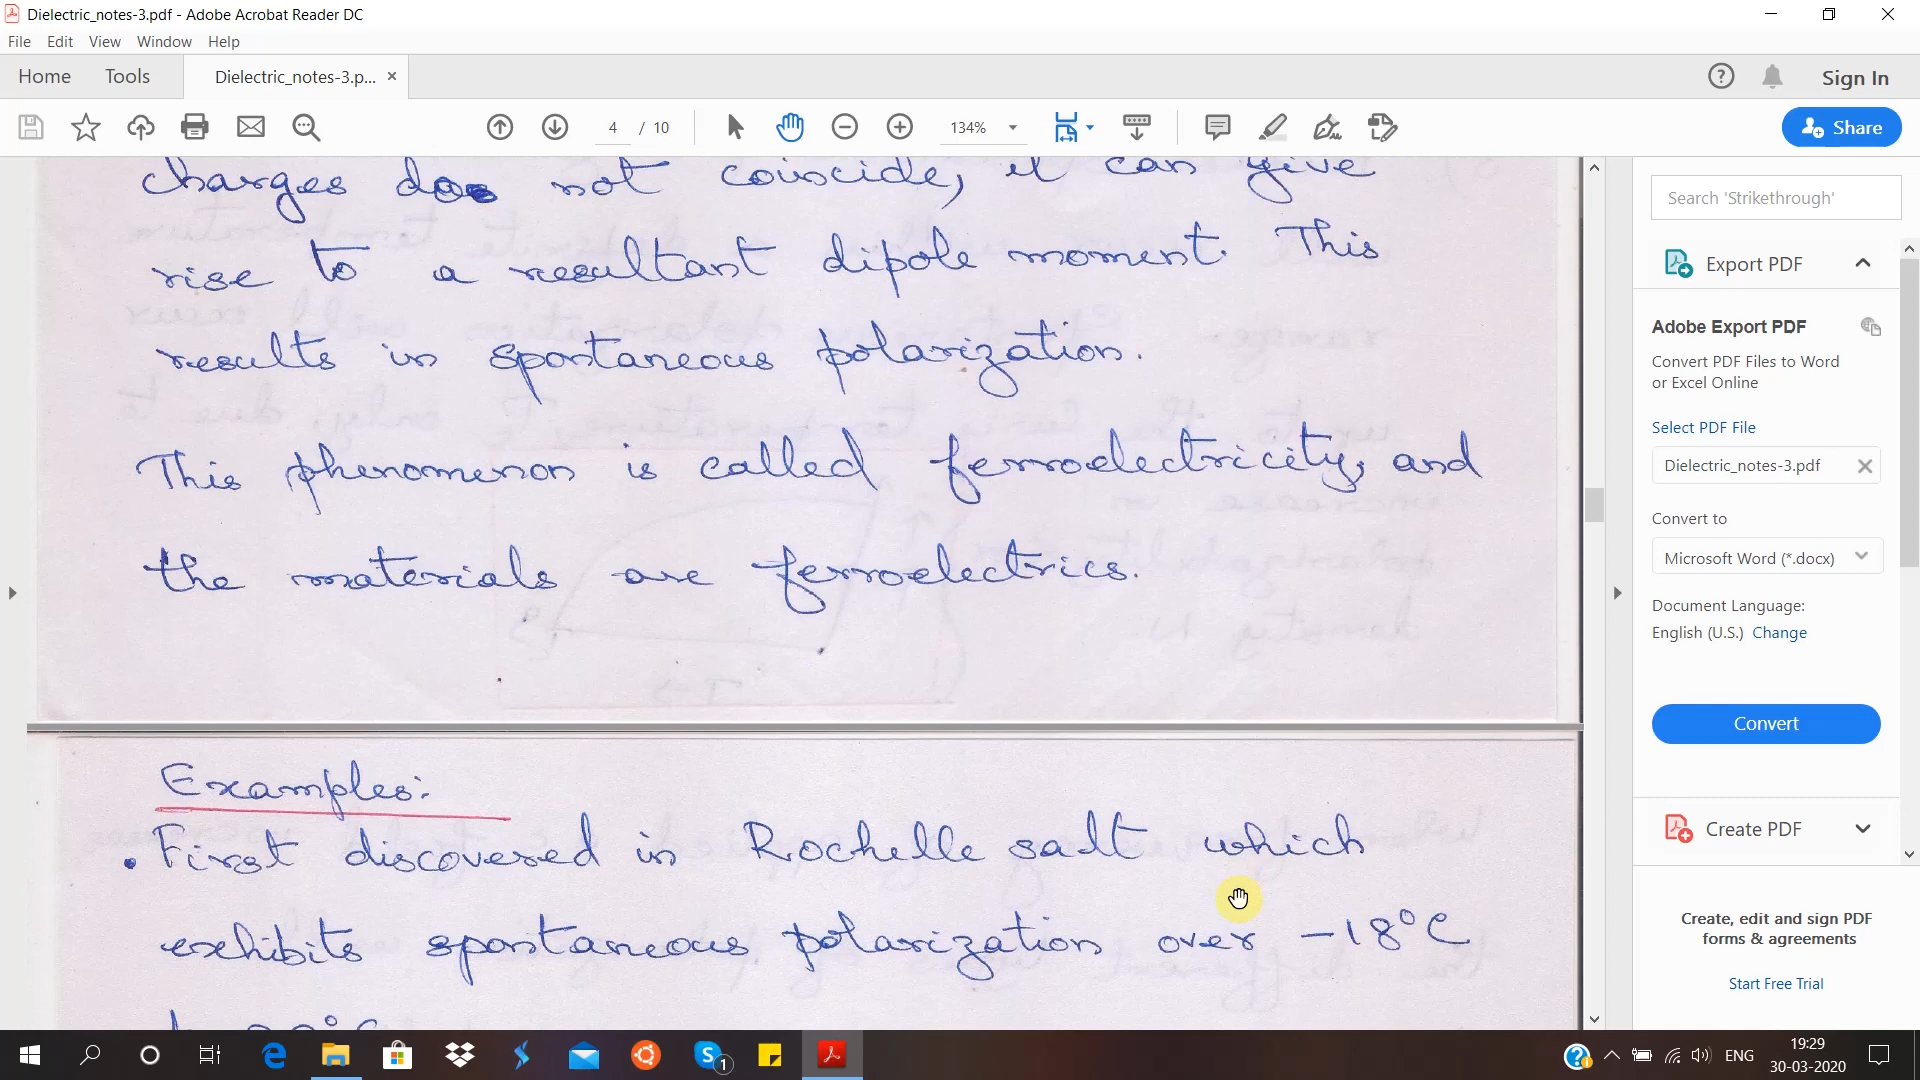 Dielectric_notes-3.pdf - Adobe Acrobat Reader DC
File Edit View Window Help
Home Tools Dielectric_notes-3.p... ×
? Sign In
4 / 10 134% Share
charges do not coincide, it can give
rise to a resultant dipole moment. This
results in spontaneous polarization.
This phenomenon is called ferroelectricity, and
the materials are ferroelectrics.
Examples:
• First discovered in Rochelle salt which
exhibits spontaneous polarization over -18°C
Search 'Strikethrough'
Export PDF
Adobe Export PDF
Convert PDF Files to Word
or Excel Online
Select PDF File
Dielectric_notes-3.pdf
Convert to
Microsoft Word (*.docx)
Document Language:
English (U.S.) Change
Convert
Create PDF
Create, edit and sign PDF
forms & agreements
Start Free Trial
1
ENG
19:29
30-03-2020